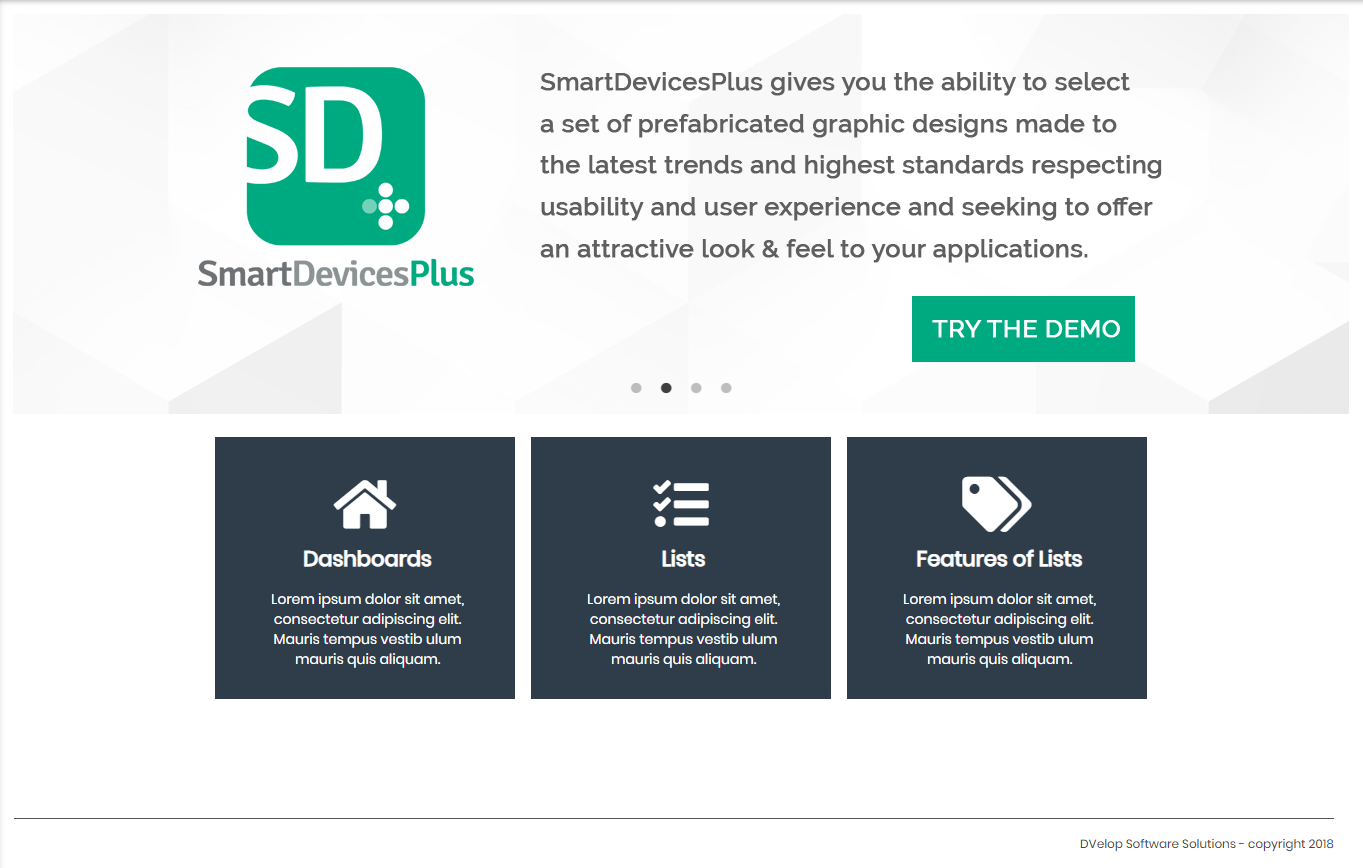 SD
SmartDevicesPlus
SmartDevicesPlus gives you the ability to select
a set of prefabricated graphic designs made to
the latest trends and highest standards respecting
usability and user experience and seeking to offer
an attractive look & feel to your applications.
TRY THE DEMO
Dashboards
Lorem ipsum dolor sit amet,
consectetur adipiscing elit.
Mauris tempus vestib ulum
mauris quis aliquam.
Lists
Lorem ipsum dolor sit amet,
consectetur adipiscing elit.
Mauris tempus vestib ulum
mauris quis aliquam.
Features of Lists
Lorem ipsum dolor sit amet,
consectetur adipiscing elit.
Mauris tempus vestib ulum
mauris quis aliquam.
DVelop Software Solutions - copyright 2018